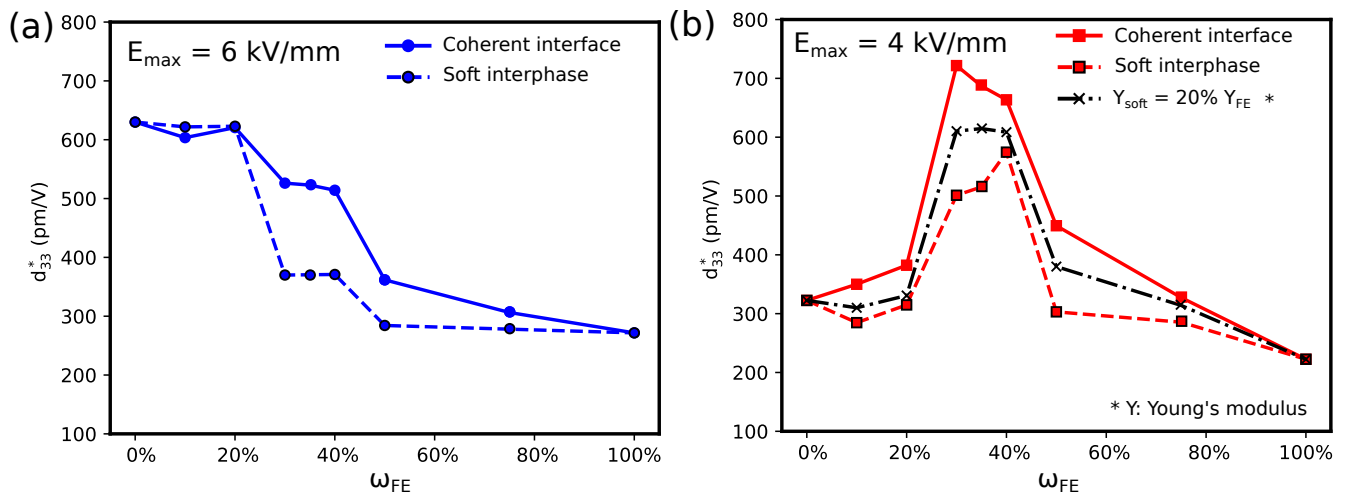 (a)
E_max = 6 kV/mm
Coherent interface
Soft interphase
800
700
600
500
400
300
200
100
d*33 (pm/V)
0%
20%
40%
60%
80%
100%
ω_FE
(b)
E_max = 4 kV/mm
Coherent interface
Soft interphase
Y_soft = 20% Y_FE *
800
700
600
500
400
300
200
100
d*33 (pm/V)
* Y: Young's modulus
0%
20%
40%
60%
80%
100%
ω_FE